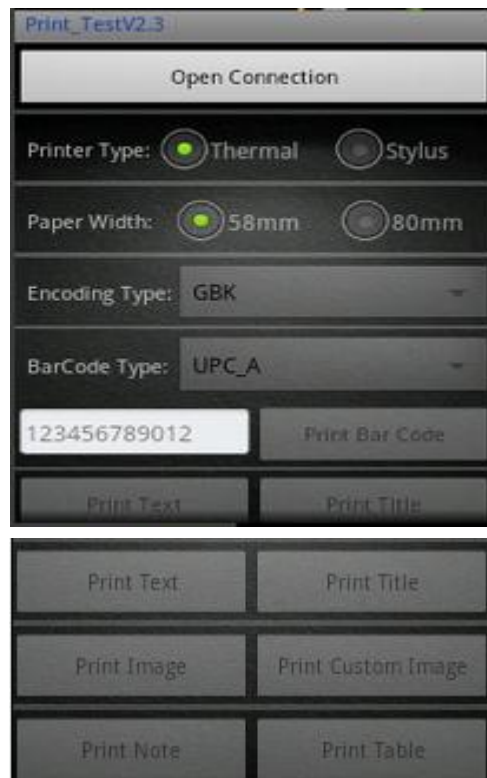 Print_TestV2.3
Open Connection
Printer Type: Thermal Stylus
Paper Width: 58mm 80mm
Encoding Type: GBK
BarCode Type: UPC_A
123456789012 Print Bar Code
Print Text Print Title
Print Text Print Title
Print Image Print Custom Image
Print Note Print Table